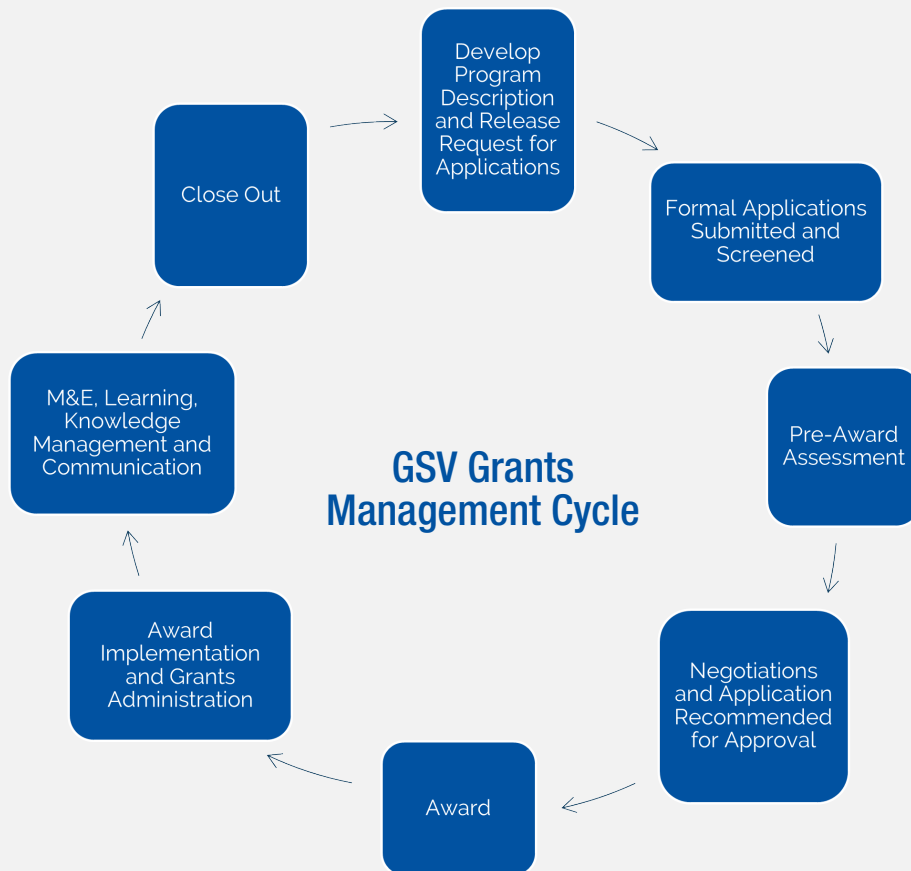 Develop
Program
Description
and Release
Request for
Applications
Formal Applications
Submitted and
Screened
Pre-Award
Assessment
Negotiations
and Application
Recommended
for Approval
Award
Award
Implementation
and Grants
Administration
M&E, Learning,
Knowledge
Management and
Communication
Close Out
GSV Grants
Management Cycle